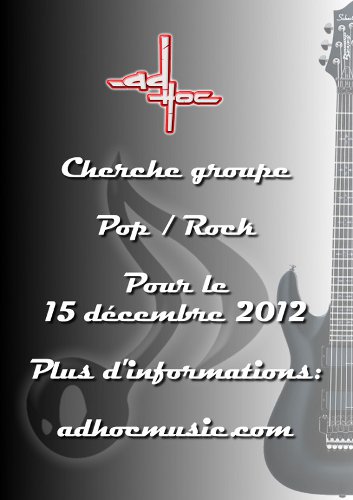 AD HOC
Cherche groupe
Pop / Rock
Pour le
15 décembre 2012
Plus d'informations:
adhocmusic.com